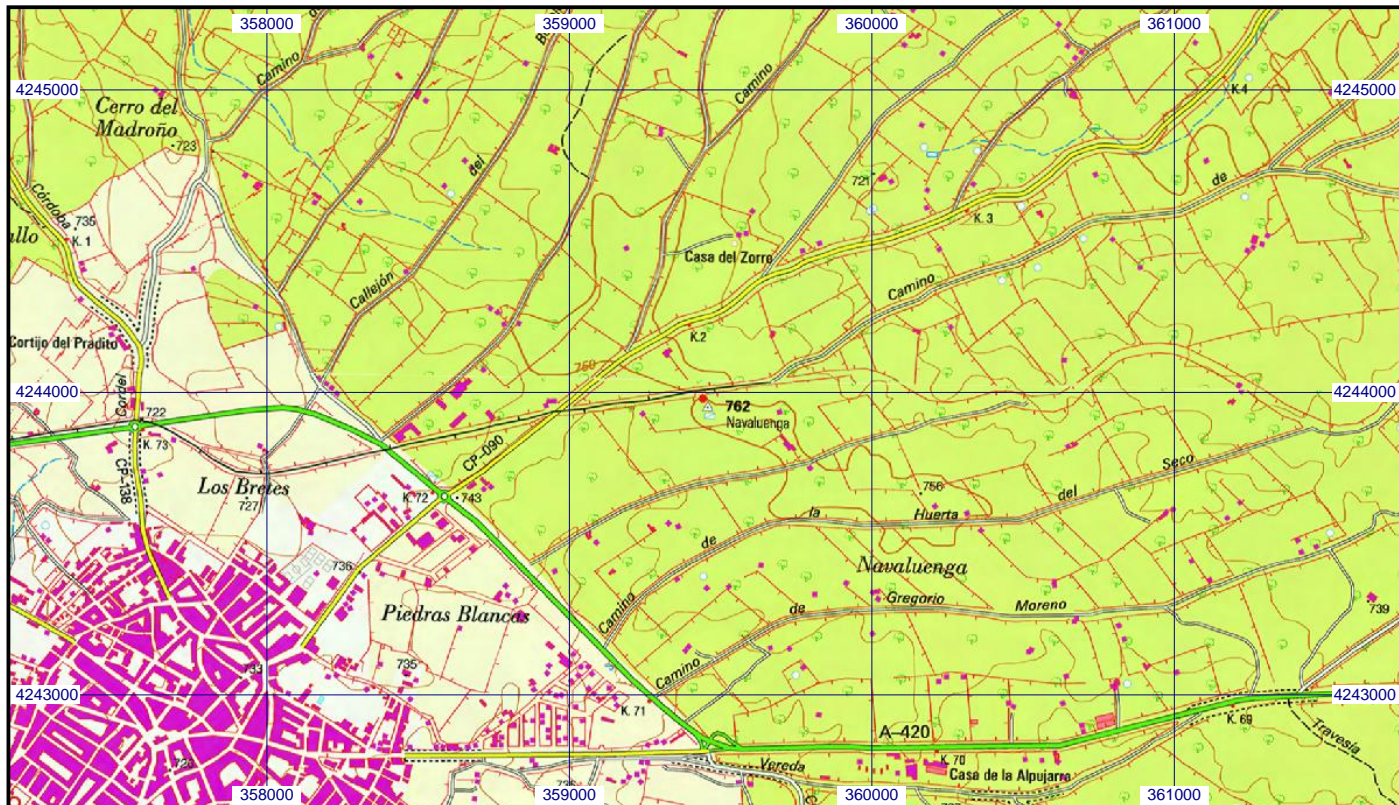 358000
359000
360000
361000
Camino
Camino
4245000
4245000
K.4
Cerro del
Madroño
723
del
721
de
Córdoba
735
K. 1
allo
K. 3
Casa del Zorro
Callejón
Camino
K.2
Cortijo del Pradito
750
4244000
4244000
Cordel
722
762
Navaluenga
K. 73
CP-090
Seco
CP-138
Los Bretes
727
K. 72
743
756
del
la
Huerta
de
736
Navaluenga
Gregorio
Moreno
de
Piedras Blancas
Camino
739
733
735
Camino
4243000
4243000
K. 71
K. 69
A-420
Travesía
K. 70
Vereda
Casa de la Alpujarra
358000
359000
360000
361000